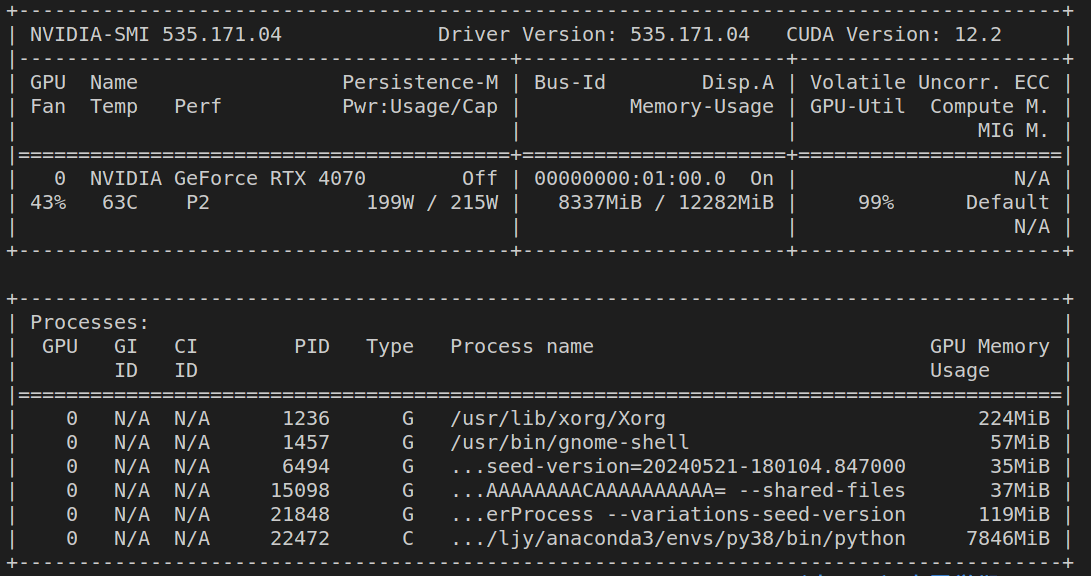 +-----------------------------------------------------------------------------------------+
| NVIDIA-SMI 535.171.04             Driver Version: 535.171.04   CUDA Version: 12.2     |
|-----------------------------------------+----------------------+----------------------+
| GPU  Name                 Persistence-M | Bus-Id        Disp.A | Volatile Uncorr. ECC |
| Fan  Temp   Perf          Pwr:Usage/Cap |         Memory-Usage | GPU-Util  Compute M. |
|                                         |                      |               MIG M. |
|=========================================+======================+======================|
|   0  NVIDIA GeForce RTX 4070        Off | 00000000:01:00.0  On |                  N/A |
| 43%   63C    P2             199W / 215W |   8337MiB / 12282MiB |     99%      Default |
|                                         |                      |                  N/A |
+-----------------------------------------+----------------------+----------------------+
+---------------------------------------------------------------------------------------+
| Processes:                                                                            |
|  GPU   GI   CI        PID   Type   Process name                            GPU Memory |
|        ID   ID                                                             Usage      |
|=======================================================================================|
|    0   N/A  N/A      1236      G   /usr/lib/xorg/Xorg                          224MiB |
|    0   N/A  N/A      1457      G   /usr/bin/gnome-shell                         57MiB |
|    0   N/A  N/A      6494      G   ...seed-version=20240521-180104.847000       35MiB |
|    0   N/A  N/A     15098      G   ...AAAAAAAACAAAAAAAAAA= --shared-files       37MiB |
|    0   N/A  N/A     21848      G   ...erProcess --variations-seed-version      119MiB |
|    0   N/A  N/A     22472      C   .../ljy/anaconda3/envs/py38/bin/python     7846MiB |
+---------------------------------------------------------------------------------------+